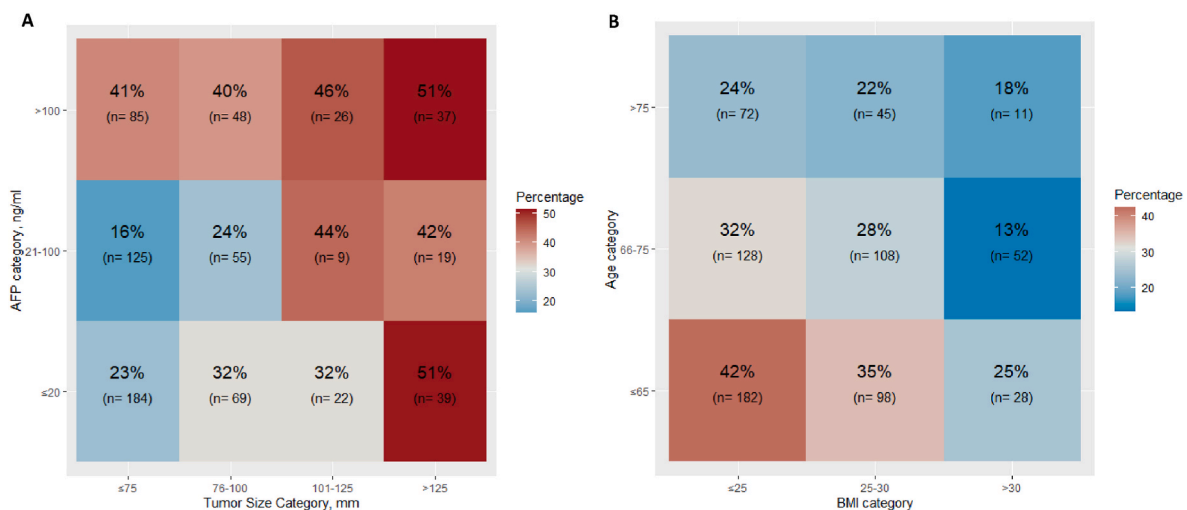 A
AFP category, ng/ml
>100
21-100
≤20
41%
(n= 85)
40%
(n= 48)
46%
(n= 26)
51%
(n= 37)
16%
(n= 125)
24%
(n= 55)
44%
(n= 9)
42%
(n= 19)
23%
(n= 184)
32%
(n= 69)
32%
(n= 22)
51%
(n= 39)
≤75
76-100
101-125
>125
Tumor Size Category, mm
Percentage
50
40
30
20
B
Age category
>75
66-75
≤65
24%
(n= 72)
22%
(n= 45)
18%
(n= 11)
32%
(n= 128)
28%
(n= 108)
13%
(n= 52)
42%
(n= 182)
35%
(n= 98)
25%
(n= 28)
≤25
25-30
>30
BMI category
Percentage
40
30
20